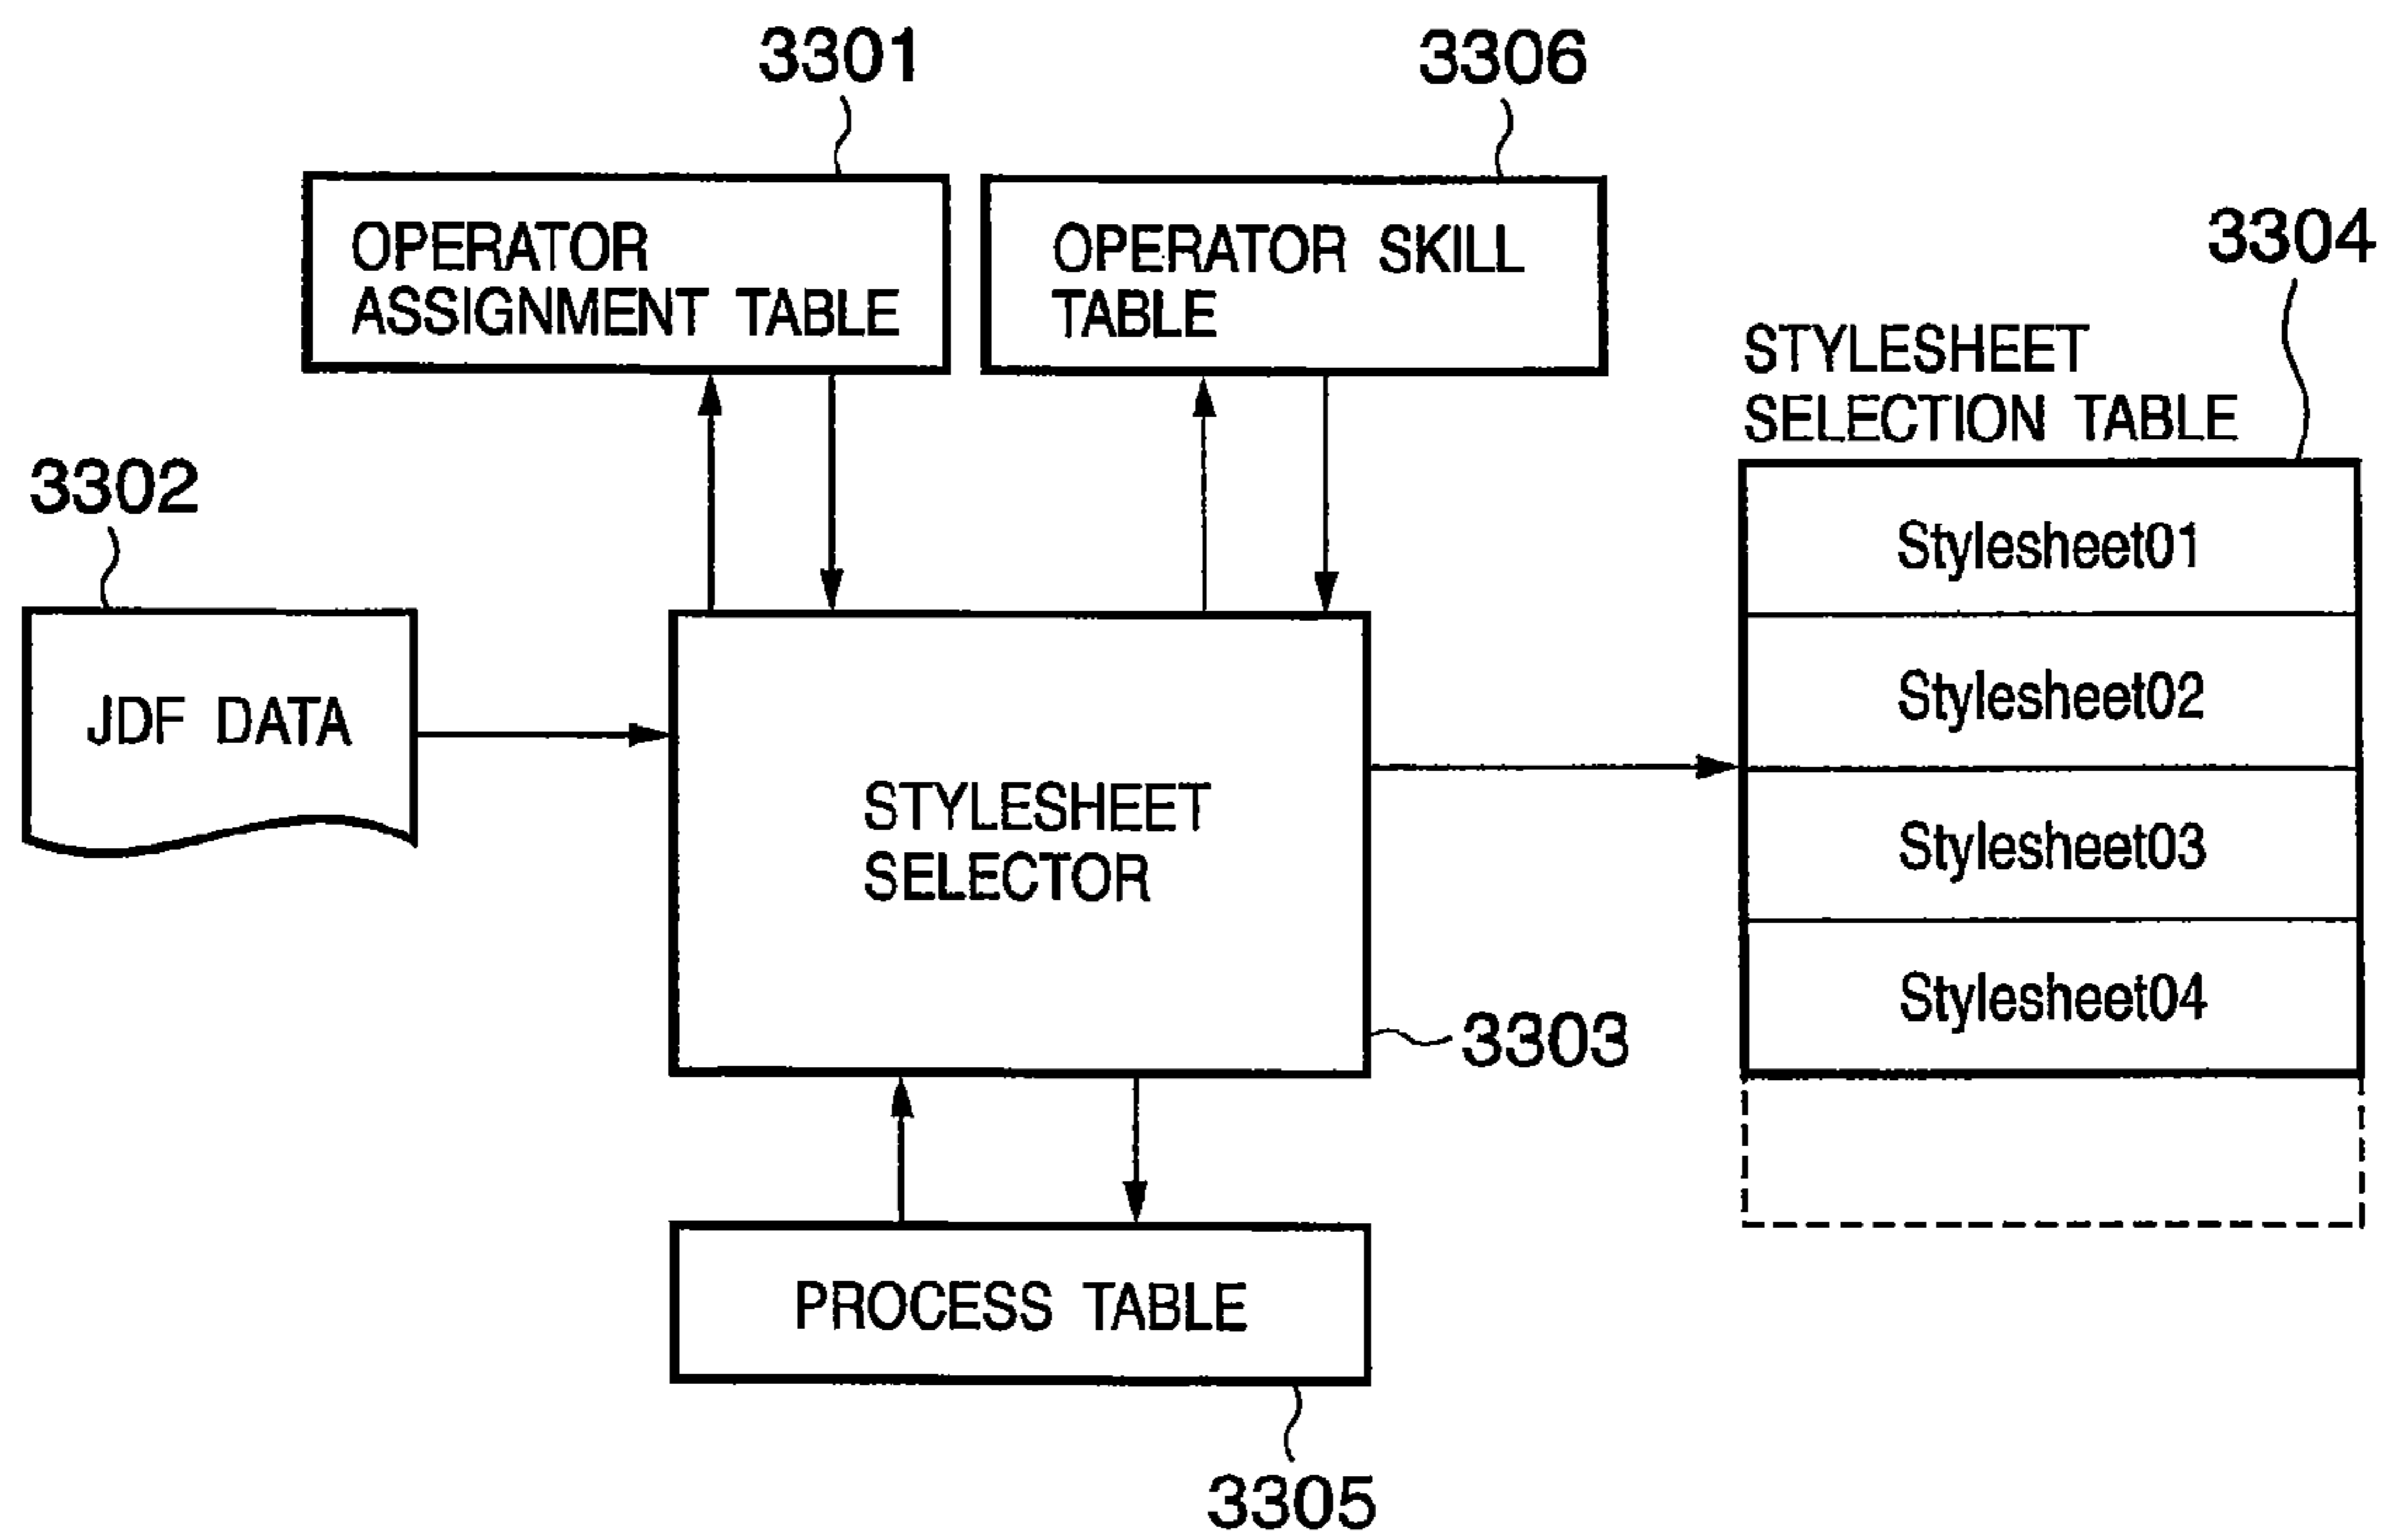 3301
3306
OPERATOR
ASSIGNMENT TABLE
OPERATOR SKILL
TABLE
3304
STYLESHEET
SELECTION TABLE
3302
JDF DATA
Stylesheet01
Stylesheet02
Stylesheet03
Stylesheet04
STYLESHEET
SELECTOR
3303
PROCESS TABLE
3305